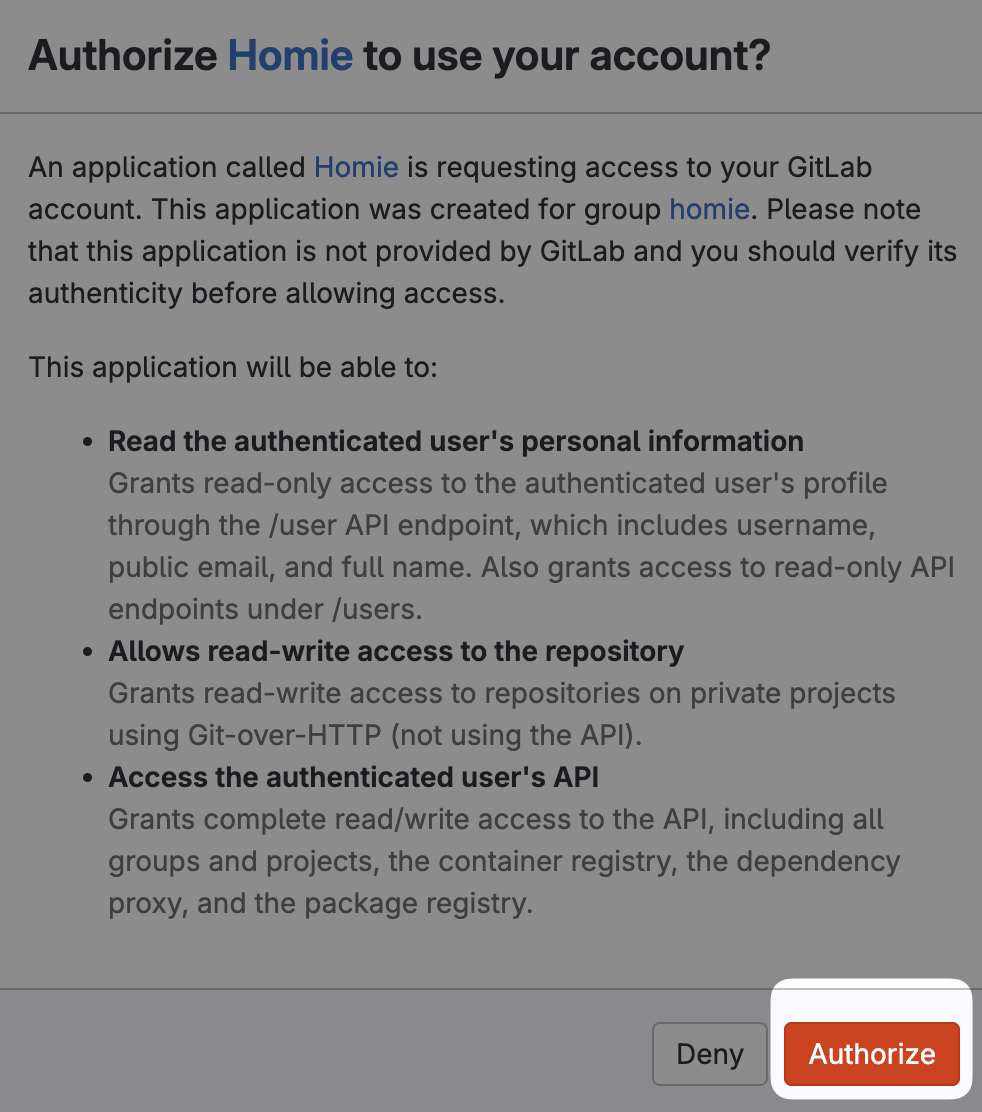 Authorize Homie to use your account?
An application called Homie is requesting access to your GitLab
account. This application was created for group homie. Please note
that this application is not provided by GitLab and you should verify its
authenticity before allowing access.
This application will be able to:
• Read the authenticated user's personal information
Grants read-only access to the authenticated user's profile
through the /user API endpoint, which includes username,
public email, and full name. Also grants access to read-only API
endpoints under /users.
• Allows read-write access to the repository
Grants read-write access to repositories on private projects
using Git-over-HTTP (not using the API).
• Access the authenticated user's API
Grants complete read/write access to the API, including all
groups and projects, the container registry, the dependency
proxy, and the package registry.
Deny Authorize